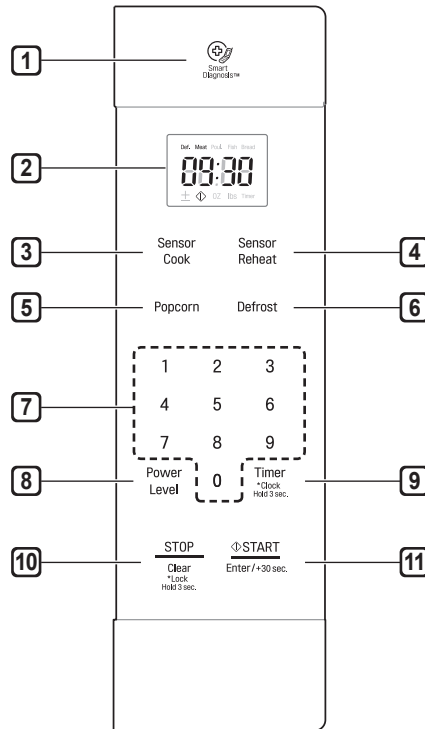 1
Smart
Diagnosis™
2
Def. Meat Poul. Fish Bread
09:30
oz lbs Timer
3
Sensor
Cook
Sensor
Reheat
4
5
Popcorn
Defrost
6
1 2 3
7
4 5 6
7 8 9
8
Power
Level
0
Timer
*Clock
Hold 3 sec.
9
10
STOP
Clear
*Lock
Hold 3 sec.
START
Enter/+30 sec.
11